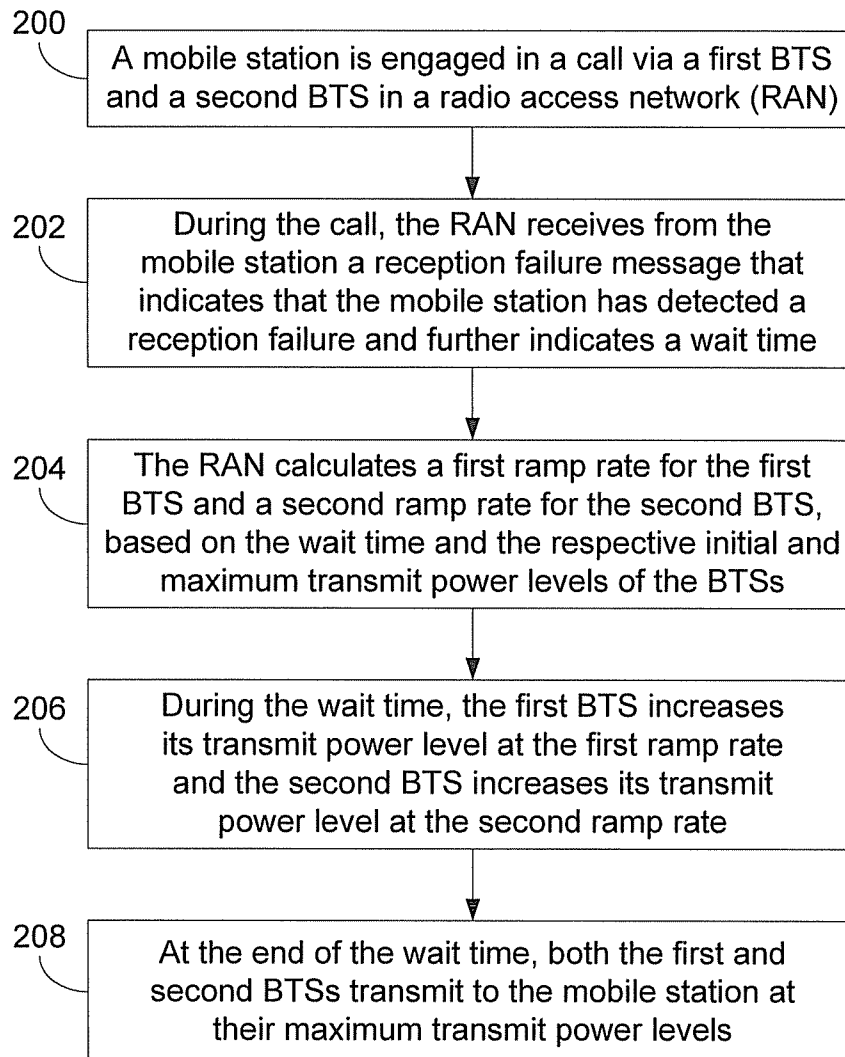 200
A mobile station is engaged in a call via a first BTS
and a second BTS in a radio access network (RAN)
202
During the call, the RAN receives from the
mobile station a reception failure message that
indicates that the mobile station has detected a
reception failure and further indicates a wait time
204
The RAN calculates a first ramp rate for the first
BTS and a second ramp rate for the second BTS,
based on the wait time and the respective initial and
maximum transmit power levels of the BTSs
206
During the wait time, the first BTS increases
its transmit power level at the first ramp rate
and the second BTS increases its transmit
power level at the second ramp rate
208
At the end of the wait time, both the first and
second BTSs transmit to the mobile station at
their maximum transmit power levels